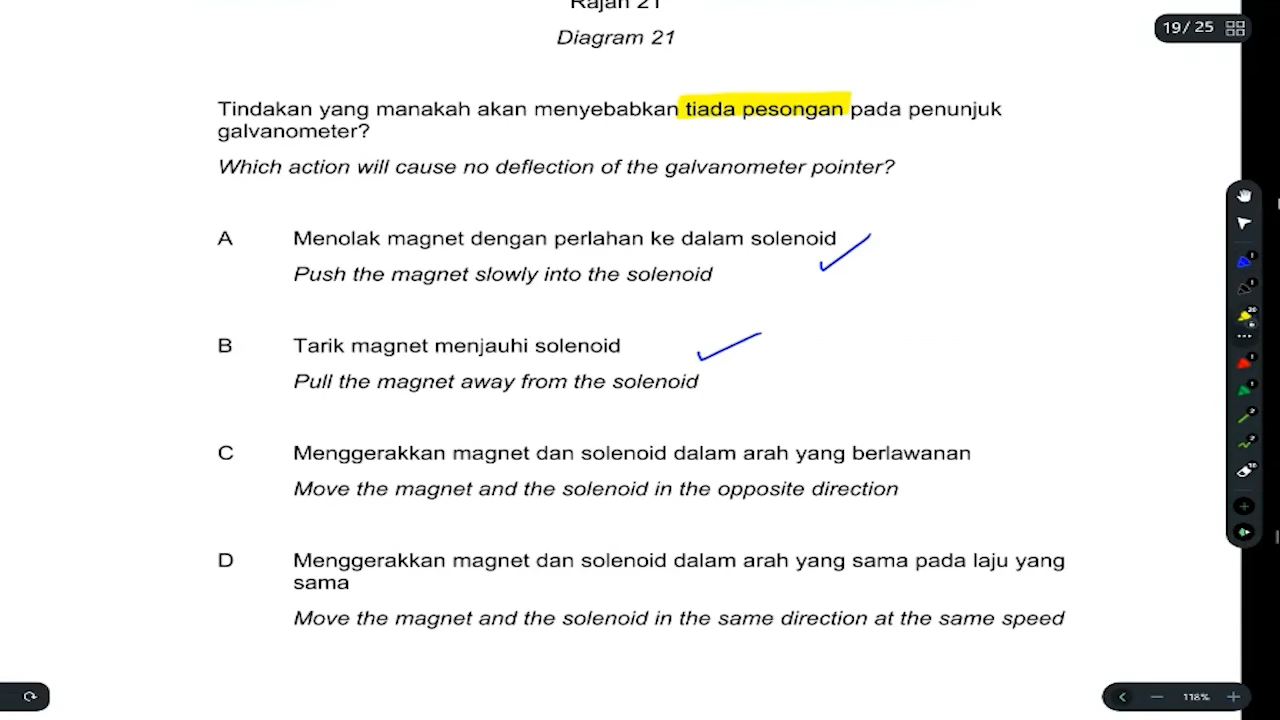 Rajah 21
Diagram 21
19/ 25
Tindakan yang manakah akan menyebabkan tiada pesongan pada penunjuk
galvanometer?
Which action will cause no deflection of the galvanometer pointer?
A Menolak magnet dengan perlahan ke dalam solenoid
Push the magnet slowly into the solenoid
B Tarik magnet menjauhi solenoid
Pull the magnet away from the solenoid
C Menggerakkan magnet dan solenoid dalam arah yang berlawanan
Move the magnet and the solenoid in the opposite direction
D Menggerakkan magnet dan solenoid dalam arah yang sama pada laju yang
sama
Move the magnet and the solenoid in the same direction at the same speed
118%